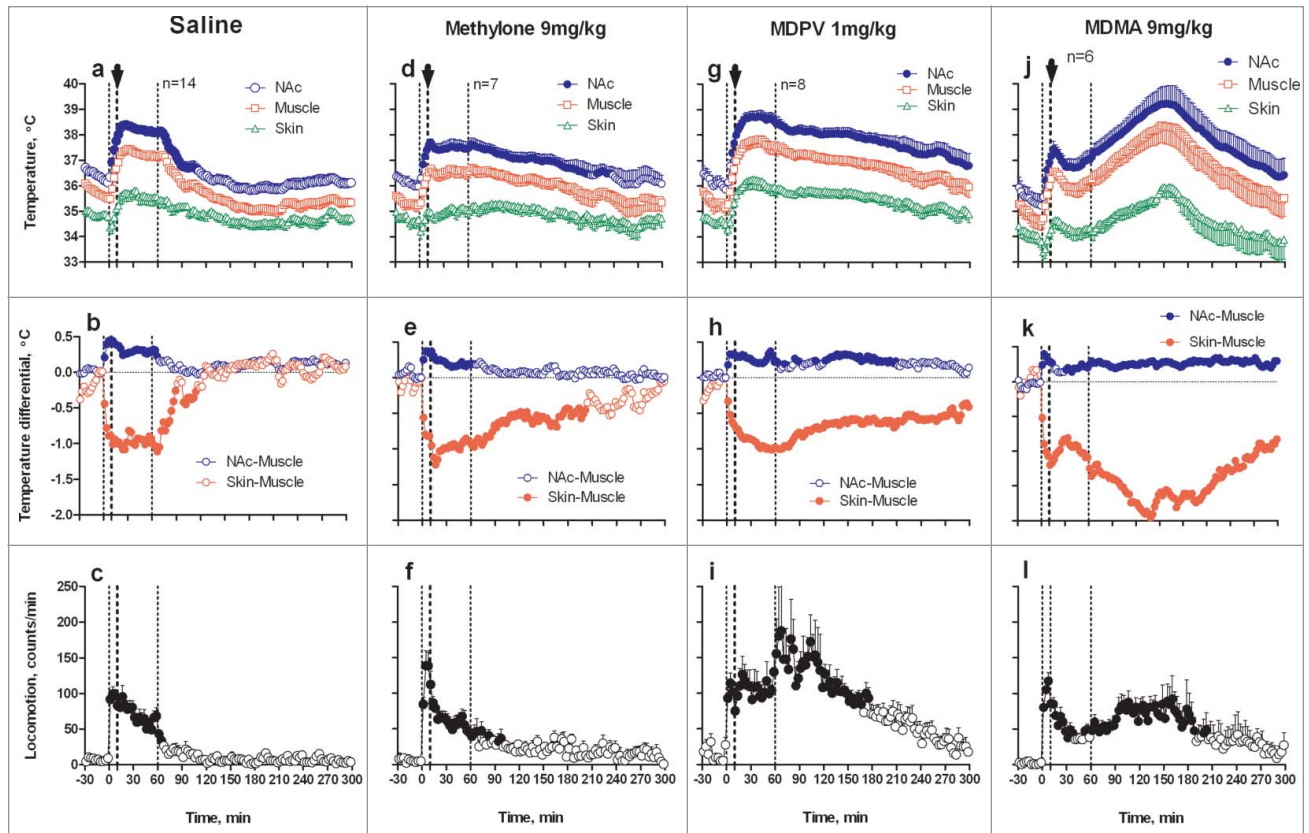 Saline
Methylone 9mg/kg
MDPV 1mg/kg
MDMA 9mg/kg
a
n=14
NAc
Muscle
Skin
d
n=7
NAc
Muscle
Skin
g
n=8
NAc
Muscle
Skin
j
n=6
NAc
Muscle
Skin
Temperature, °C
40
39
38
37
36
35
34
33
b
NAc-Muscle
Skin-Muscle
e
NAc-Muscle
Skin-Muscle
h
NAc-Muscle
Skin-Muscle
k
NAc-Muscle
Skin-Muscle
Temperature differential, °C
0.5
0.0
-0.5
-1.0
-1.5
-2.0
c
f
i
l
Locomotion, counts/min
250
200
150
100
50
0
-30 0 30 60 90 120 150 180 210 240 270 300
-30 0 30 60 90 120 150 180 210 240 270 300
-30 0 30 60 90 120 150 180 210 240 270 300
-30 0 30 60 90 120 150 180 210 240 270 300
Time, min
Time, min
Time, min
Time, min